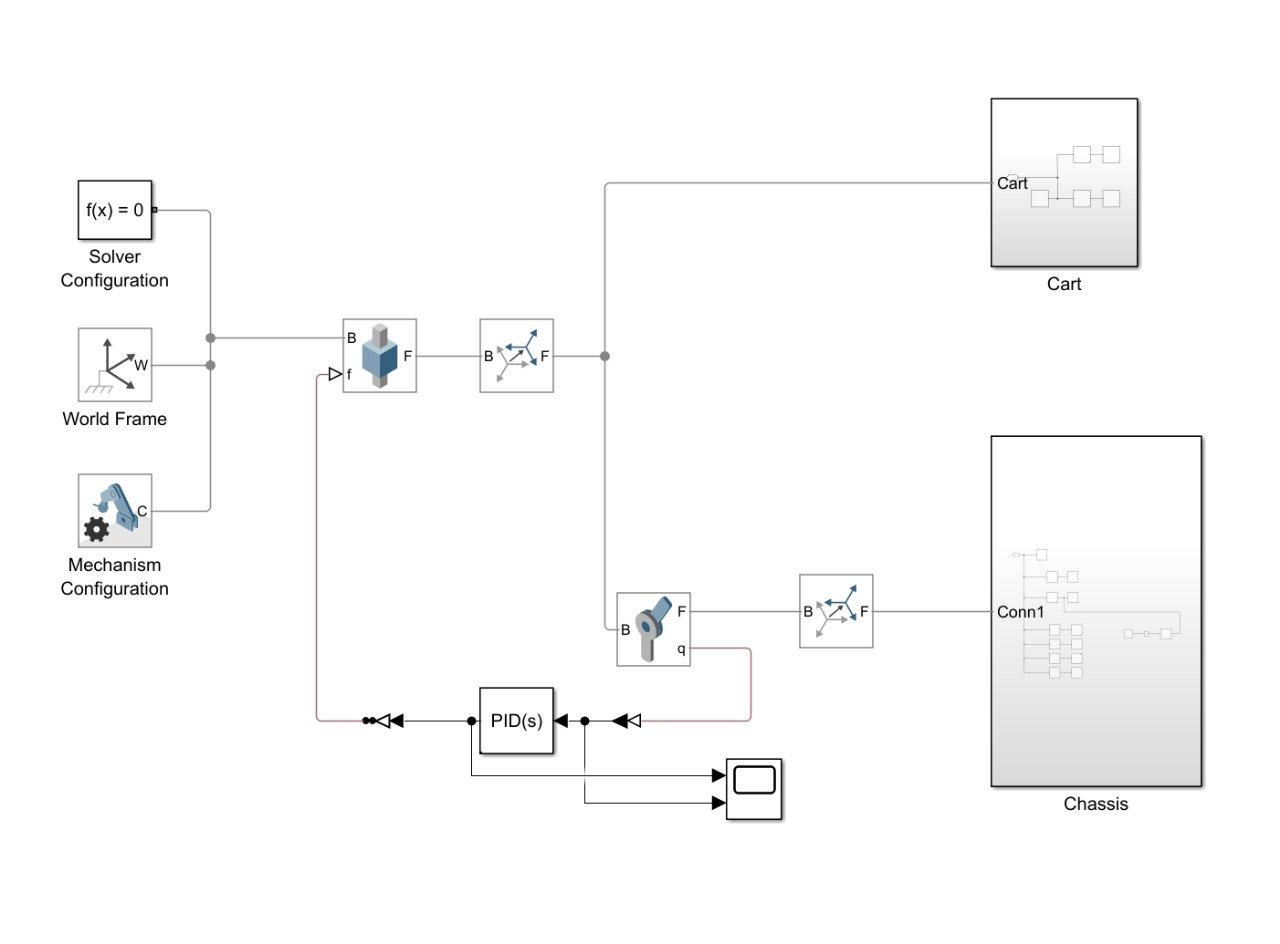 Cart
Cart
f(x) = 0
Solver
Configuration
B
F
f
B
F
W
World Frame
C
Mechanism
Configuration
B
F
q
B
F
Conn1
PID(s)
Chassis